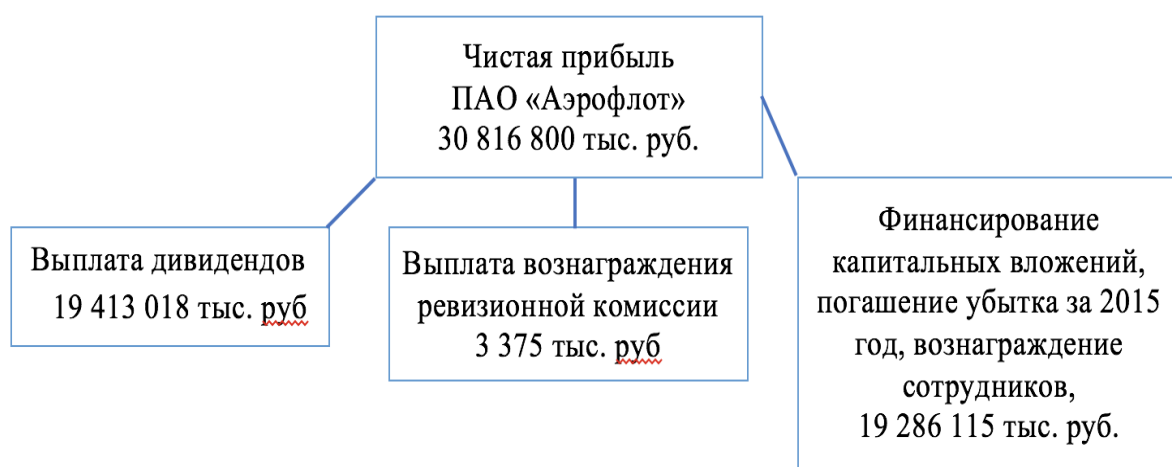 Чистая прибыль
ПАО «Аэрофлот»
30 816 800 тыс. руб.
Выплата дивидендов
19 413 018 тыс. руб
Выплата вознаграждения
ревизионной комиссии
3 375 тыс. руб
Финансирование
капитальных вложений,
погашение убытка за 2015
год, вознаграждение
сотрудников,
19 286 115 тыс. руб.